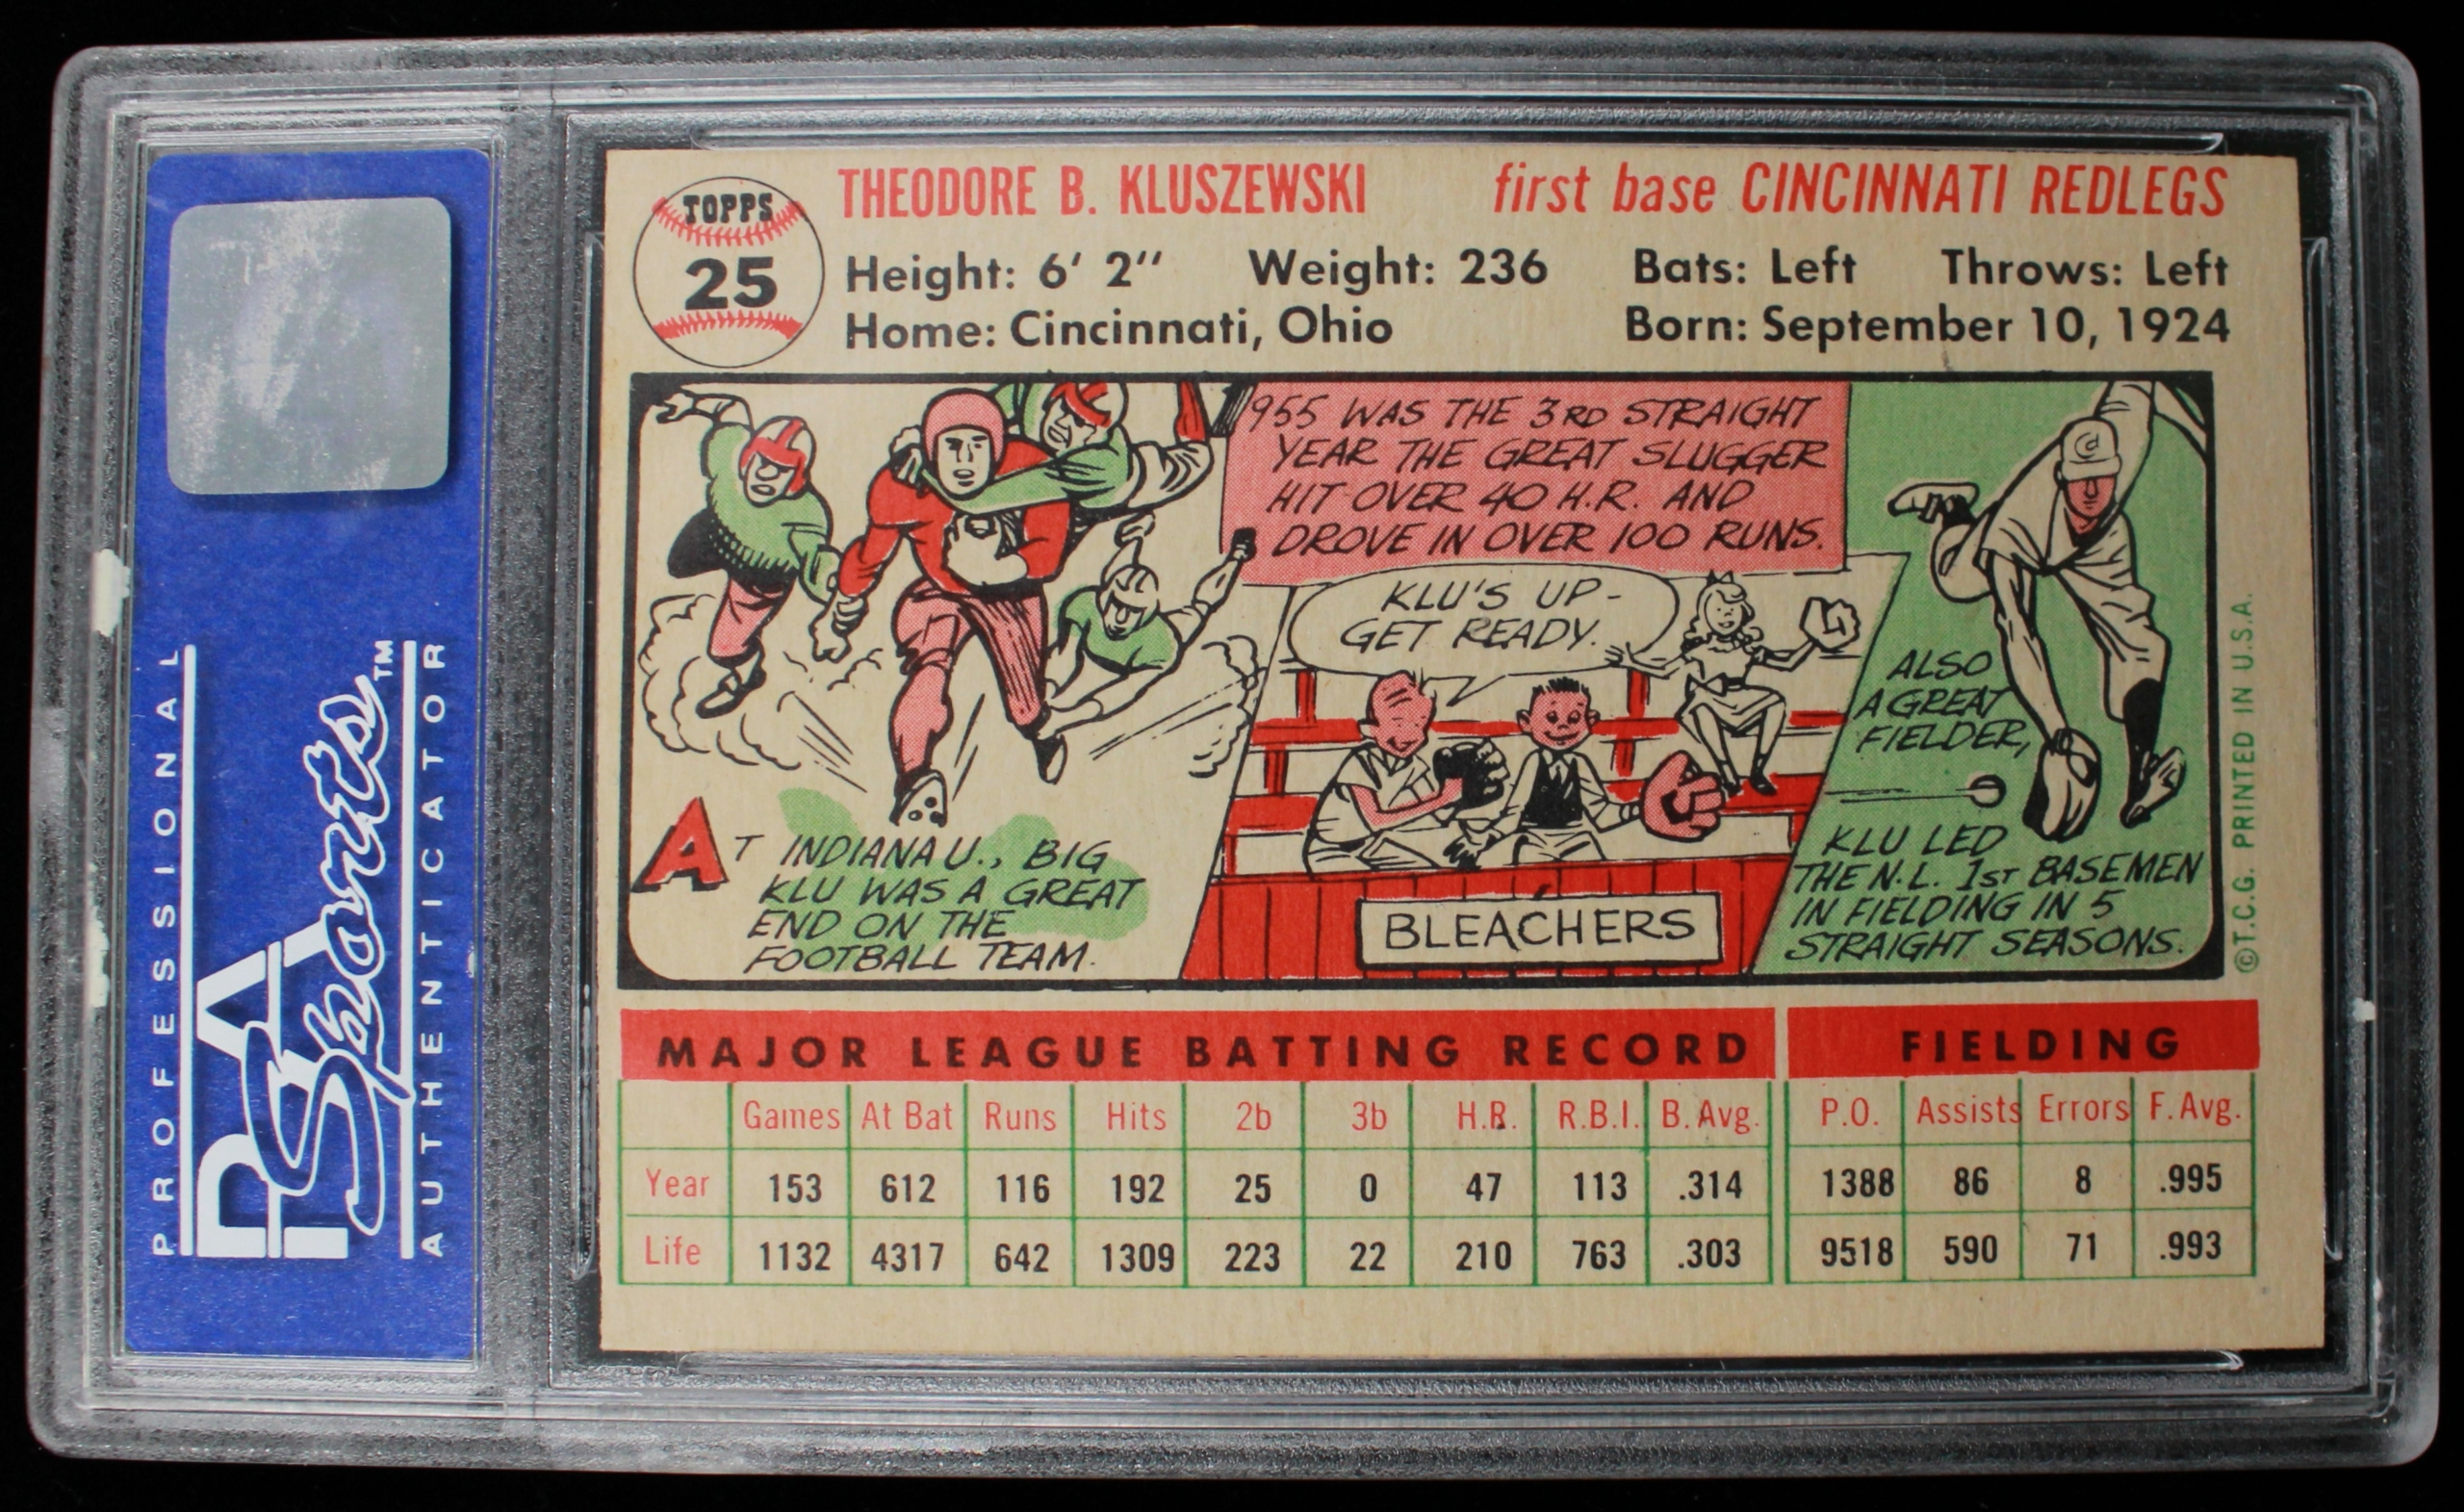 PROFESSIONAL
PSA
Sports™
AUTHENTICATOR
TOPPS
25
THEODORE B. KLUSZEWSKI first base CINCINNATI REDLEGS
Height: 6' 2" Weight: 236 Bats: Left Throws: Left
Home: Cincinnati, Ohio Born: September 10, 1924
1955 WAS THE 3RD STRAIGHT
YEAR THE GREAT SLUGGER
HIT OVER 40 H.R. AND
DROVE IN OVER 100 RUNS.
AT INDIANA U., BIG
KLU WAS A GREAT
END ON THE
FOOTBALL TEAM.
KLU'S UP-
GET READY.
BLEACHERS
ALSO
A GREAT
FIELDER,
KLU LED
THE N.L. 1ST BASEMEN
IN FIELDING IN 5
STRAIGHT SEASONS.
©T.C.G. PRINTED IN U.S.A.
MAJOR LEAGUE BATTING RECORD FIELDING
Games At Bat Runs Hits 2b 3b H.R. R.B.I. B. Avg. P.O. Assists Errors F. Avg.
Year 153 612 116 192 25 0 47 113 .314 1388 86 8 .995
Life 1132 4317 642 1309 223 22 210 763 .303 9518 590 71 .993